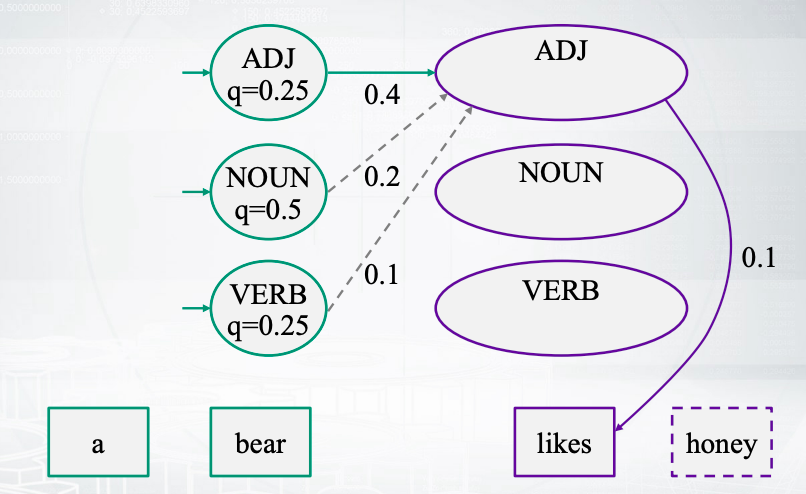 ADJ
q=0.25
ADJ
0.4
NOUN
q=0.5
0.2
NOUN
VERB
q=0.25
0.1
VERB
0.1
a
bear
likes
honey